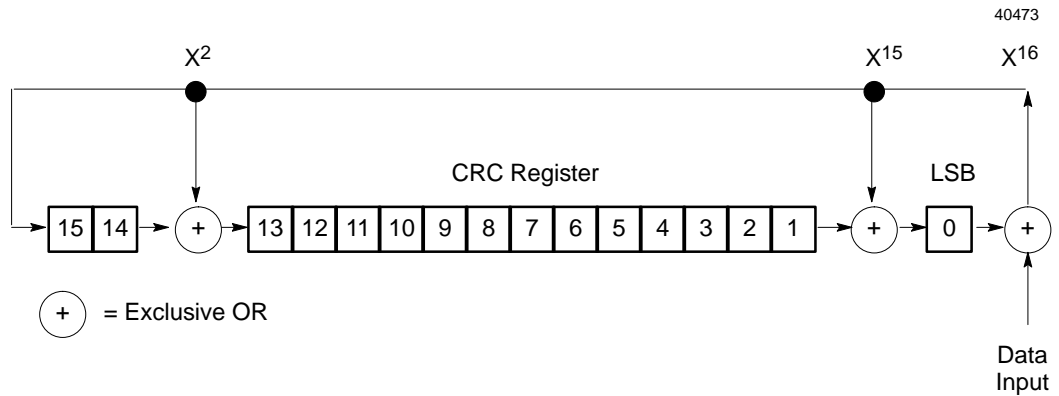 40473
X2 X15 X16
CRC Register LSB
15 14 + 13 12 11 10 9 8 7 6 5 4 3 2 1 + 0 +
+ = Exclusive OR
Data
Input